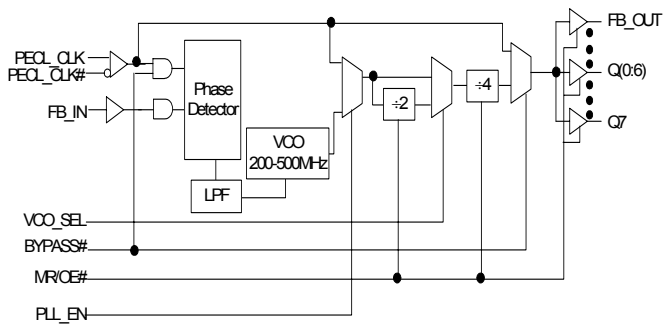 FB_OUT
PECL_CLK
PECL_CLK#
Phase
Detector
÷4
Q(0:6)
÷2
FB_IN
Q7
VCO
200-500MHz
LPF
VCO_SEL
BYPASS#
MR/OE#
PLL_EN